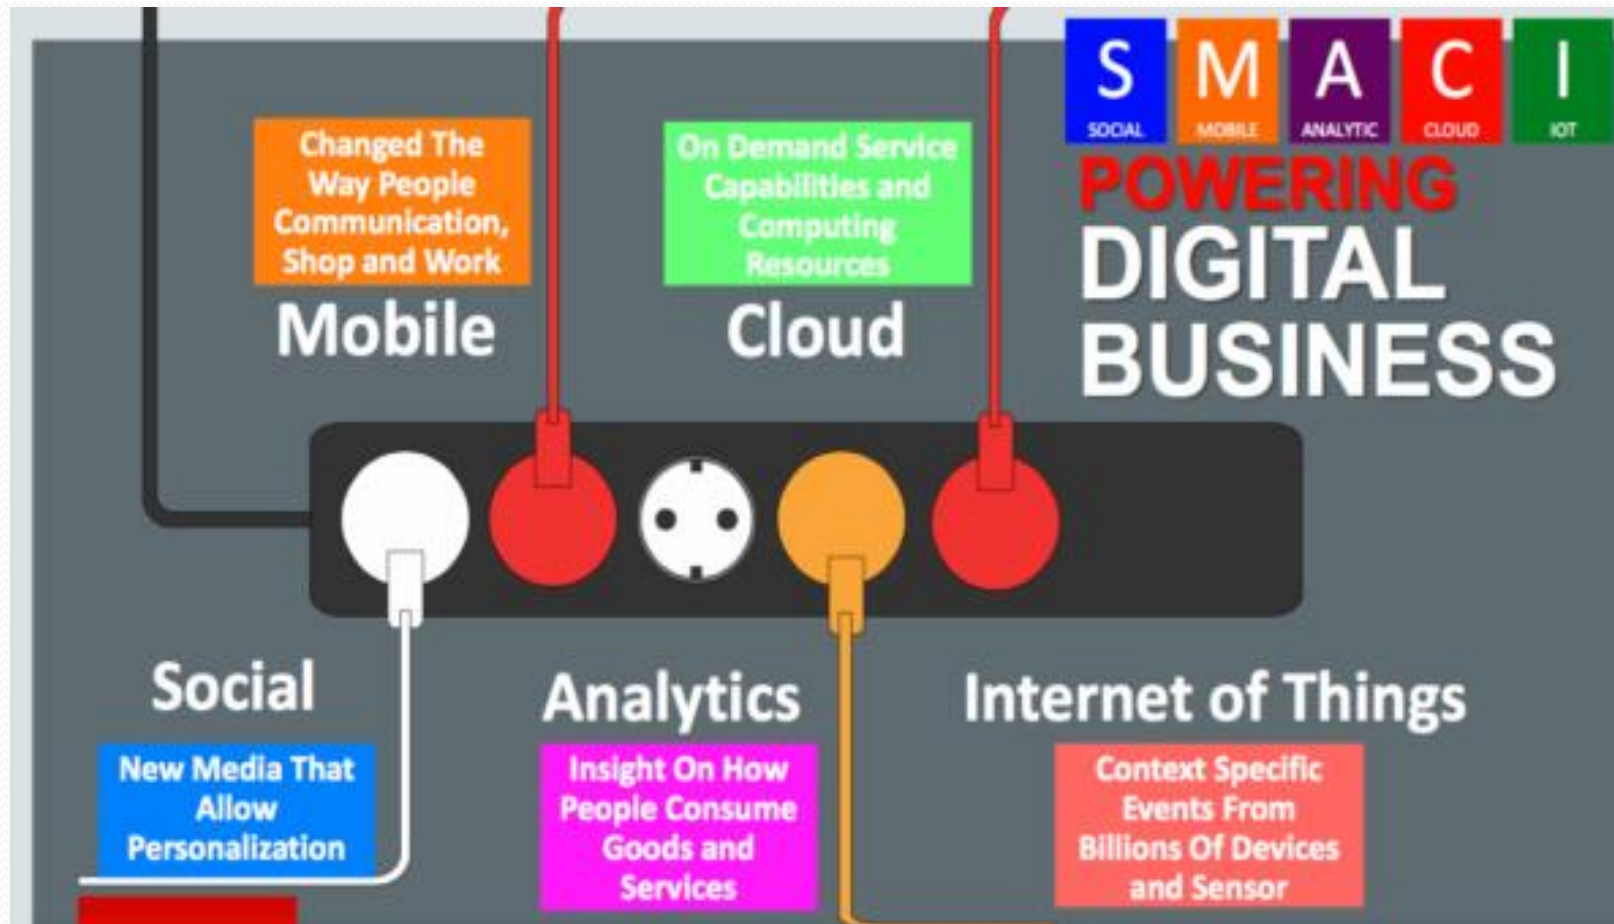 S M A C I
SOCIAL MOBILE ANALYTIC CLOUD IOT
POWERING
DIGITAL
BUSINESS
Changed The
Way People
Communication,
Shop and Work
Mobile
On Demand Service
Capabilities and
Computing
Resources
Cloud
Social
New Media That
Allow
Personalization
Analytics
Insight On How
People Consume
Goods and
Services
Internet of Things
Context Specific
Events From
Billions Of Devices
and Sensor